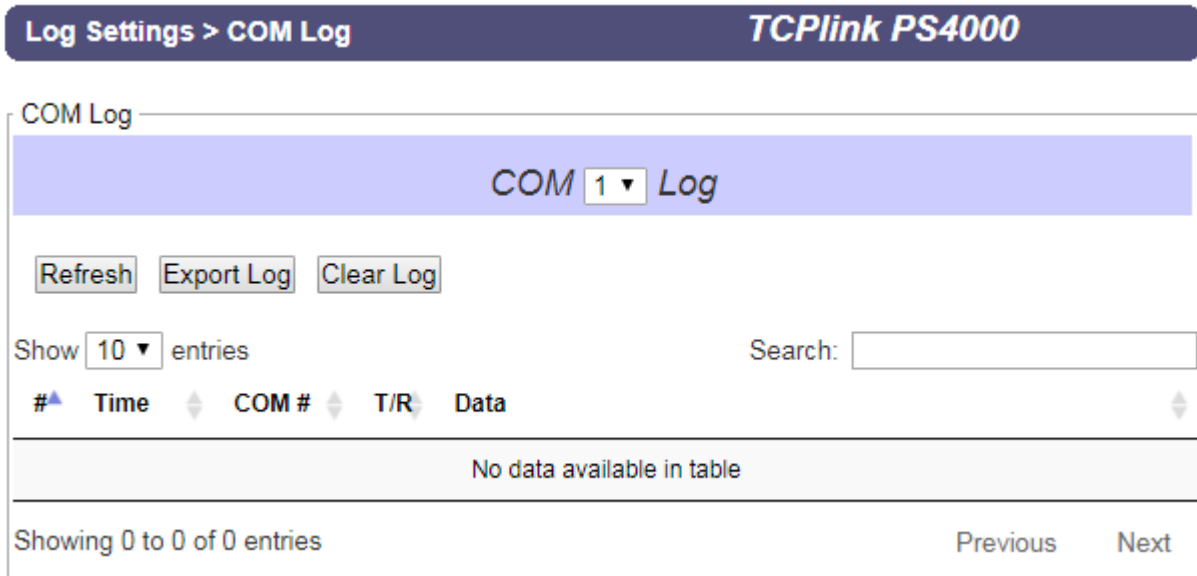 Log Settings > COM Log TCPlink PS4000
COM Log
COM 1 Log
Refresh Export Log Clear Log
Show 10 entries Search:
# Time COM # T/R Data
No data available in table
Showing 0 to 0 of 0 entries Previous Next